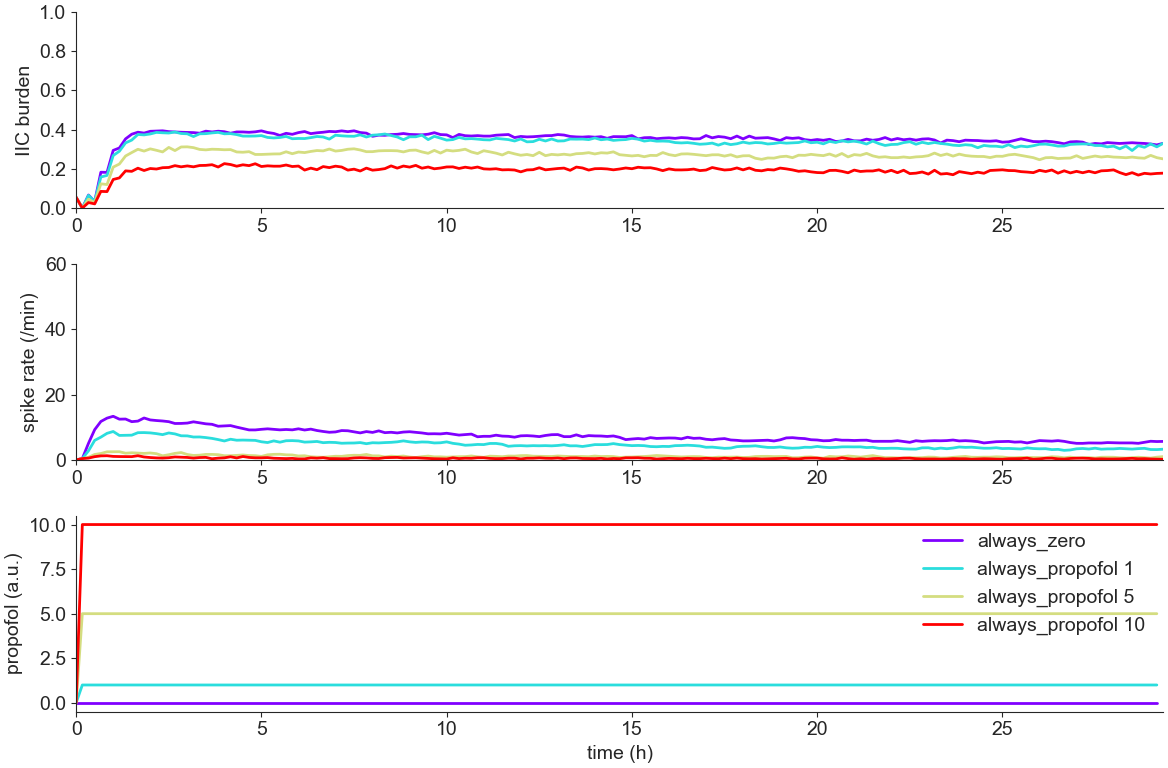 1.0
0.8
0.6
0.4
0.2
0.0
IIC burden
0 5 10 15 20 25
60
40
20
0
spike rate (/min)
0 5 10 15 20 25
10.0
7.5
5.0
2.5
0.0
propofol (a.u.)
always_zero
always_propofol 1
always_propofol 5
always_propofol 10
0 5 10 15 20 25
time (h)